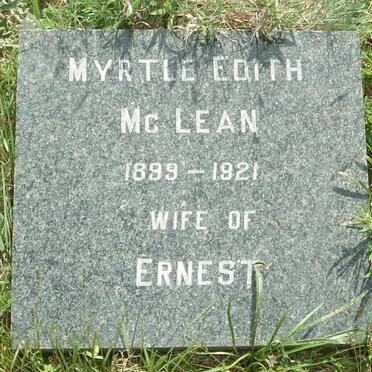 MYRTLE EDITH
MC LEAN
1899 - 1921
WIFE OF
ERNEST